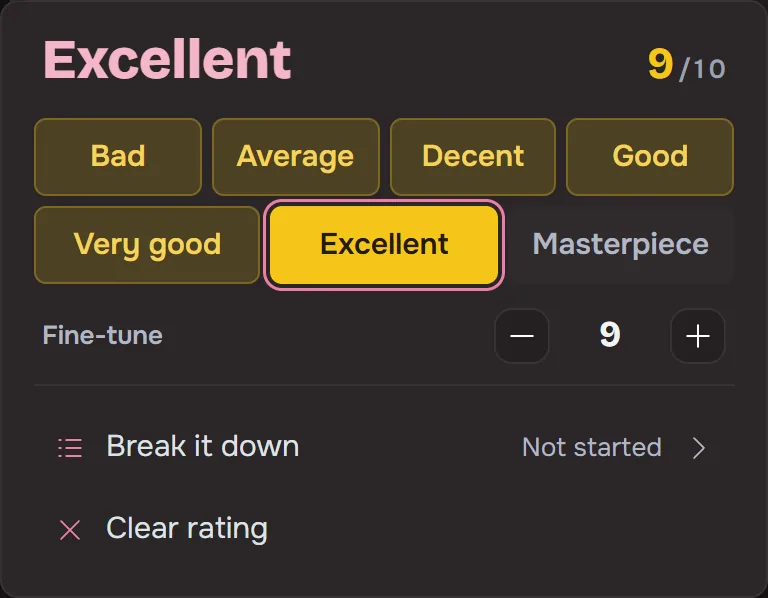 Excellent 9/10
Bad Average Decent Good
Very good Excellent Masterpiece
Fine-tune 9
Break it down Not started
Clear rating